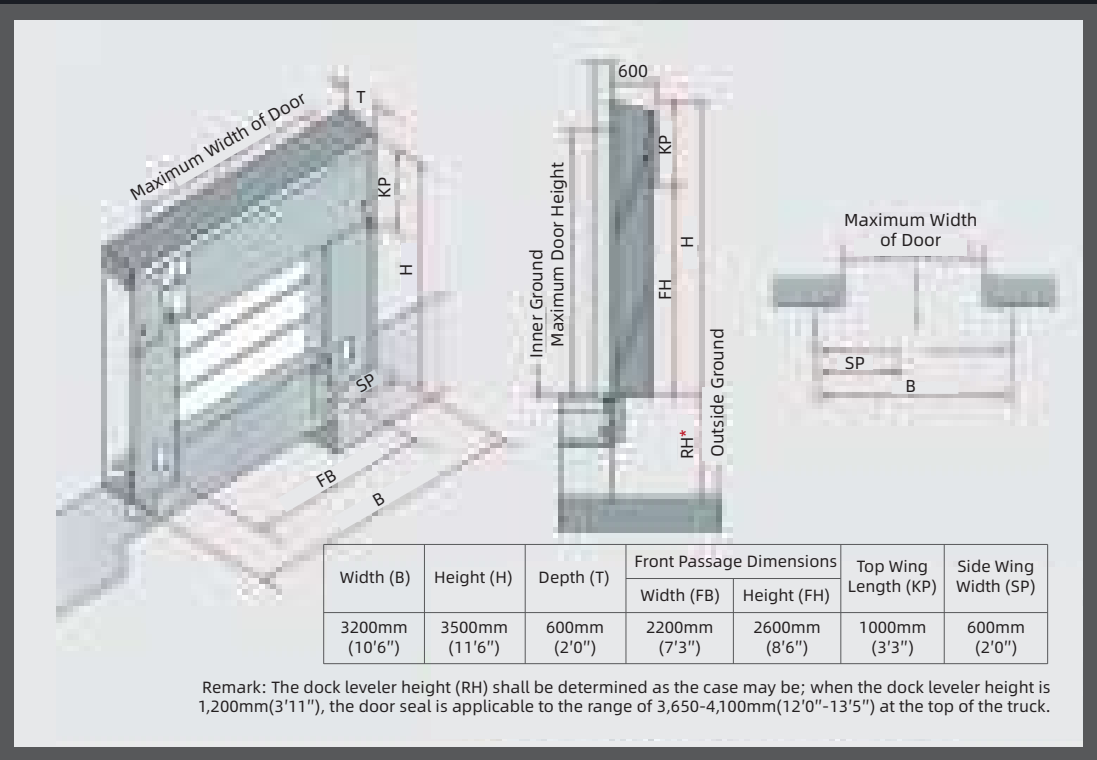 Maximum Width of Door
T
KP
H
SP
FB
B
600
KP
H
FH
Inner Ground
Maximum Door Height
RH*
Outside Ground
Maximum Width
of Door
SP
B
Width (B)
Height (H)
Depth (T)
Front Passage Dimensions
Width (FB)
Height (FH)
Top Wing
Length (KP)
Side Wing
Width (SP)
3200mm
(10'6")
3500mm
(11'6")
600mm
(2'0")
2200mm
(7'3")
2600mm
(8'6")
1000mm
(3'3")
600mm
(2'0")
Remark: The dock leveler height (RH) shall be determined as the case may be; when the dock leveler height is
1,200mm(3'11"), the door seal is applicable to the range of 3,650-4,100mm(12'0"-13'5") at the top of the truck.